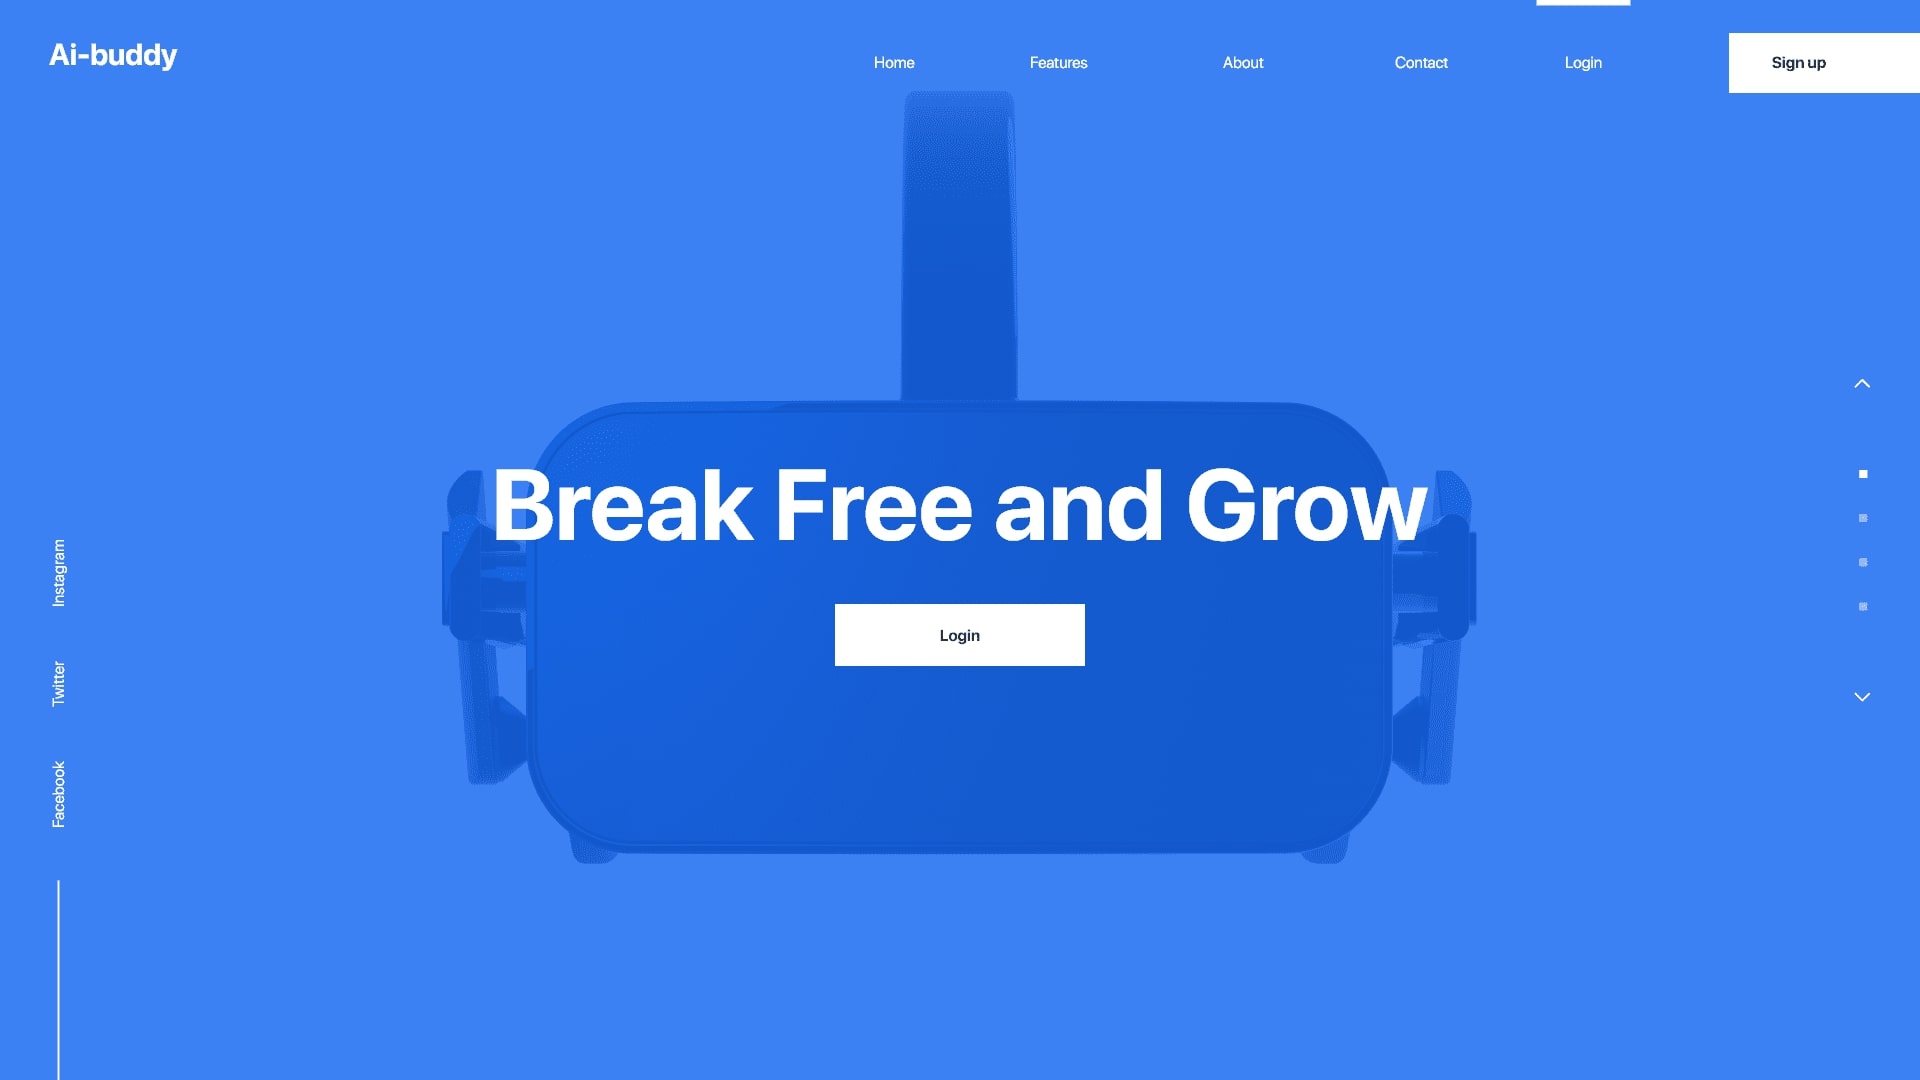 Ai-buddy
Home
Features
About
Contact
Login
Sign up
Break Free and Grow
Login
Instagram
Twitter
Facebook